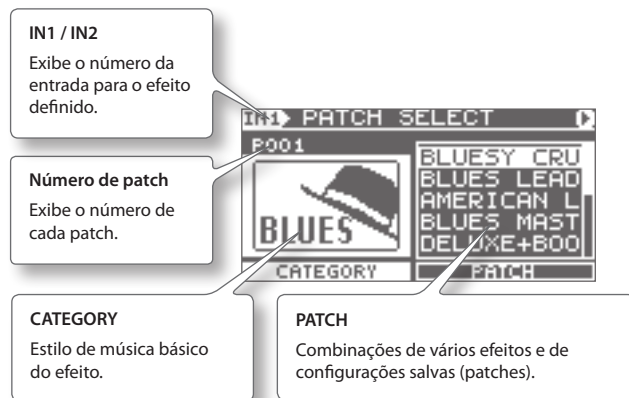 IN1 / IN2
Exibe o número da
entrada para o efeito
definido.
Número de patch
Exibe o número de
cada patch.
IN1 PATCH SELECT
P001
BLUES
CATEGORY
BLUESY CRU
BLUES LEAD
AMERICAN L
BLUES MAST
DELUXE+BOO
PATCH
CATEGORY
Estilo de música básico
do efeito.
PATCH
Combinações de vários efeitos e de
configurações salvas (patches).